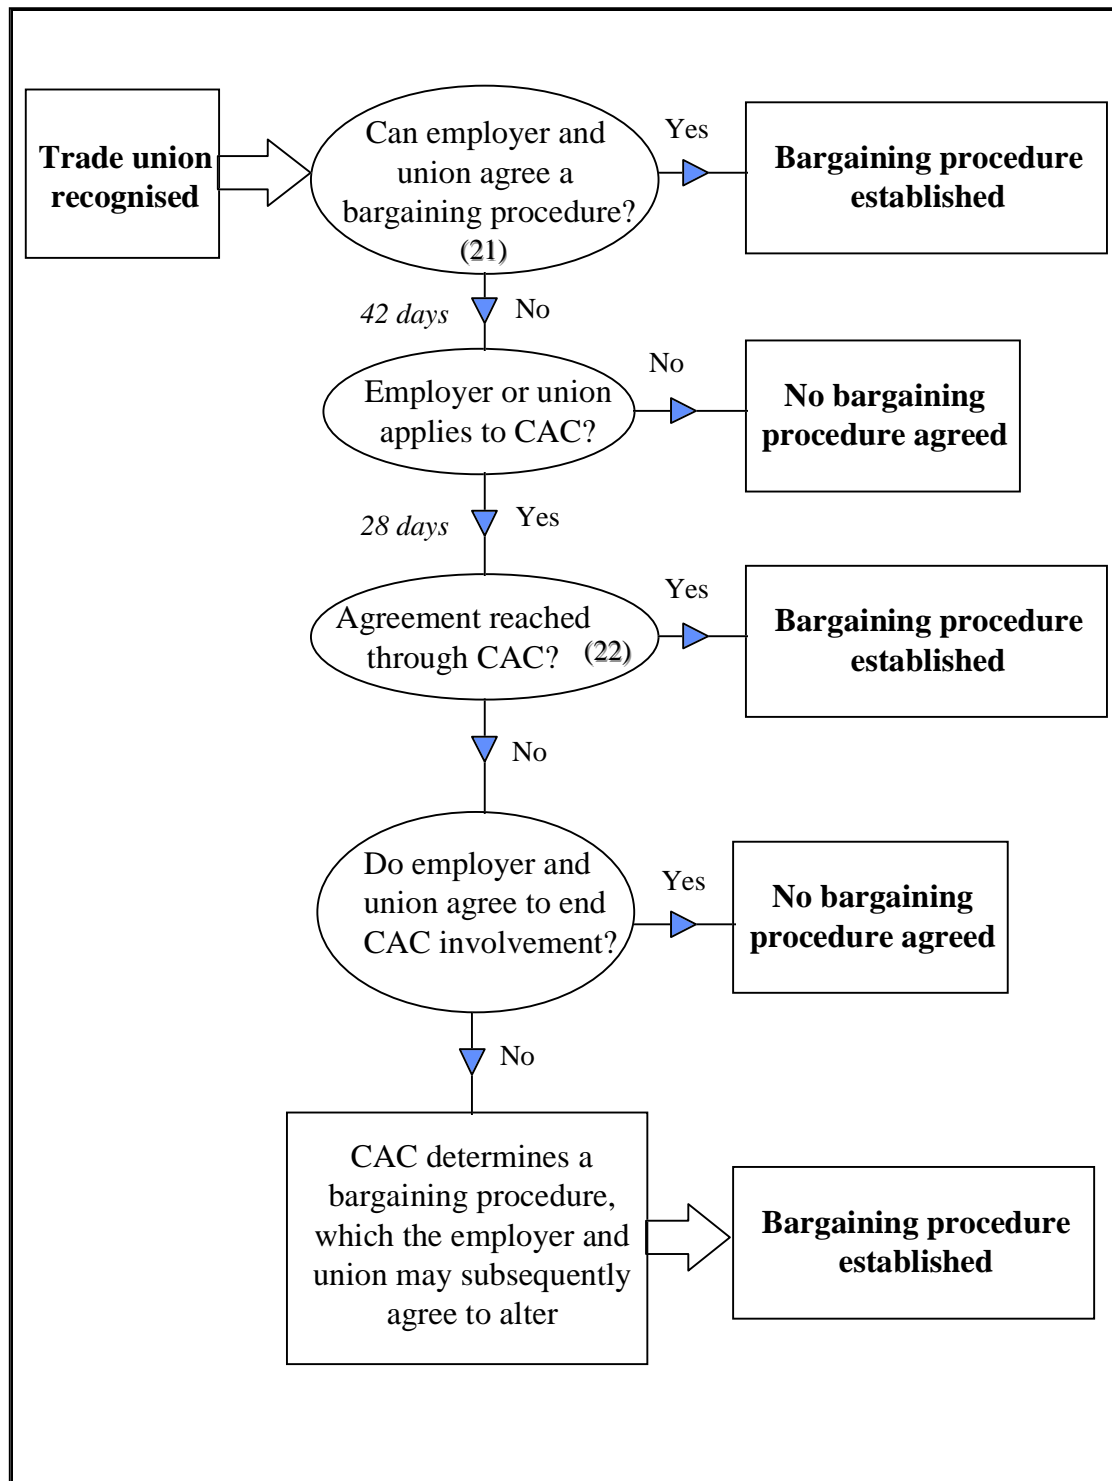 Trade union
recognised
Can employer and
union agree a
bargaining procedure?
(21)
Yes
Bargaining procedure
established
42 days
No
Employer or union
applies to CAC?
No
No bargaining
procedure agreed
28 days
Yes
Agreement reached
through CAC? (22)
Yes
Bargaining procedure
established
No
Do employer and
union agree to end
CAC involvement?
Yes
No bargaining
procedure agreed
No
CAC determines a
bargaining procedure,
which the employer and
union may subsequently
agree to alter
Bargaining procedure
established